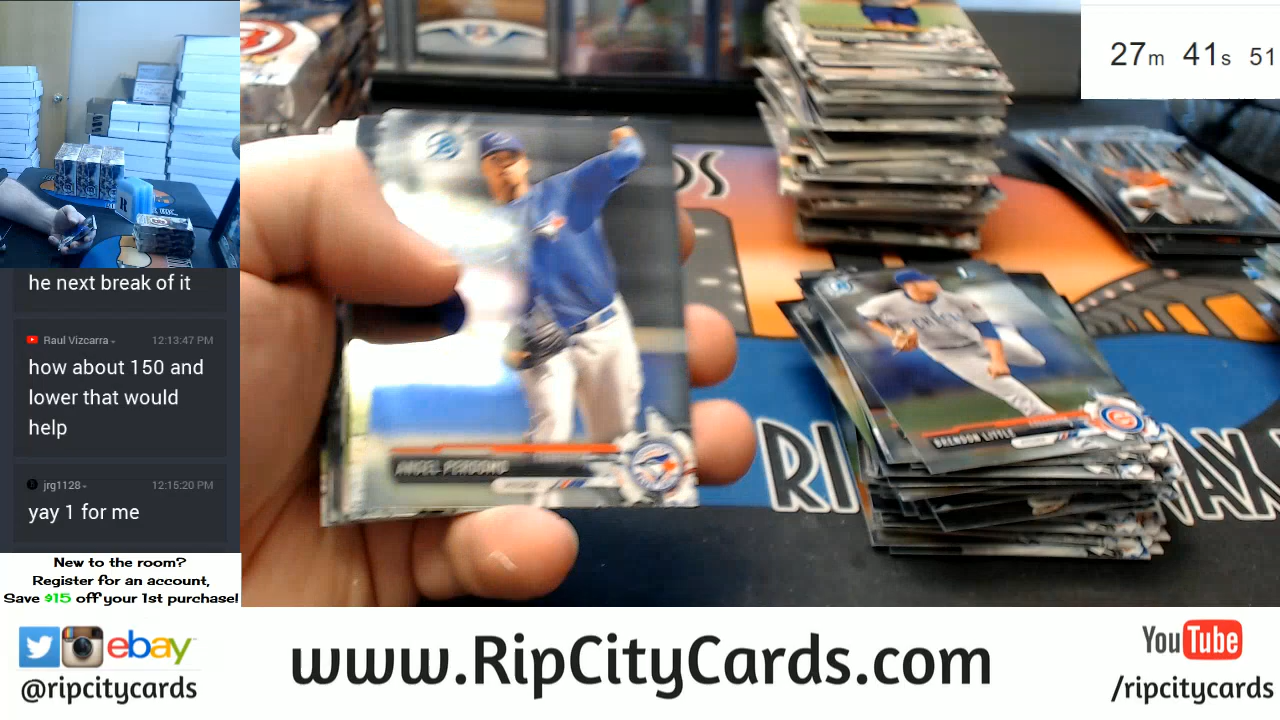 27m 41s 51
he next break of it
Raul Vizcarra 12:13:47 PM
how about 150 and
lower that would
help
jrg1128 12:15:20 PM
yay 1 for me
New to the room?
Register for an account,
Save $15 off your 1st purchase!
ANGEL PERDOMO
BRENDON LITTLE
RI
ebay
@ripcitycards
www.RipCityCards.com
YouTube
/ripcitycards